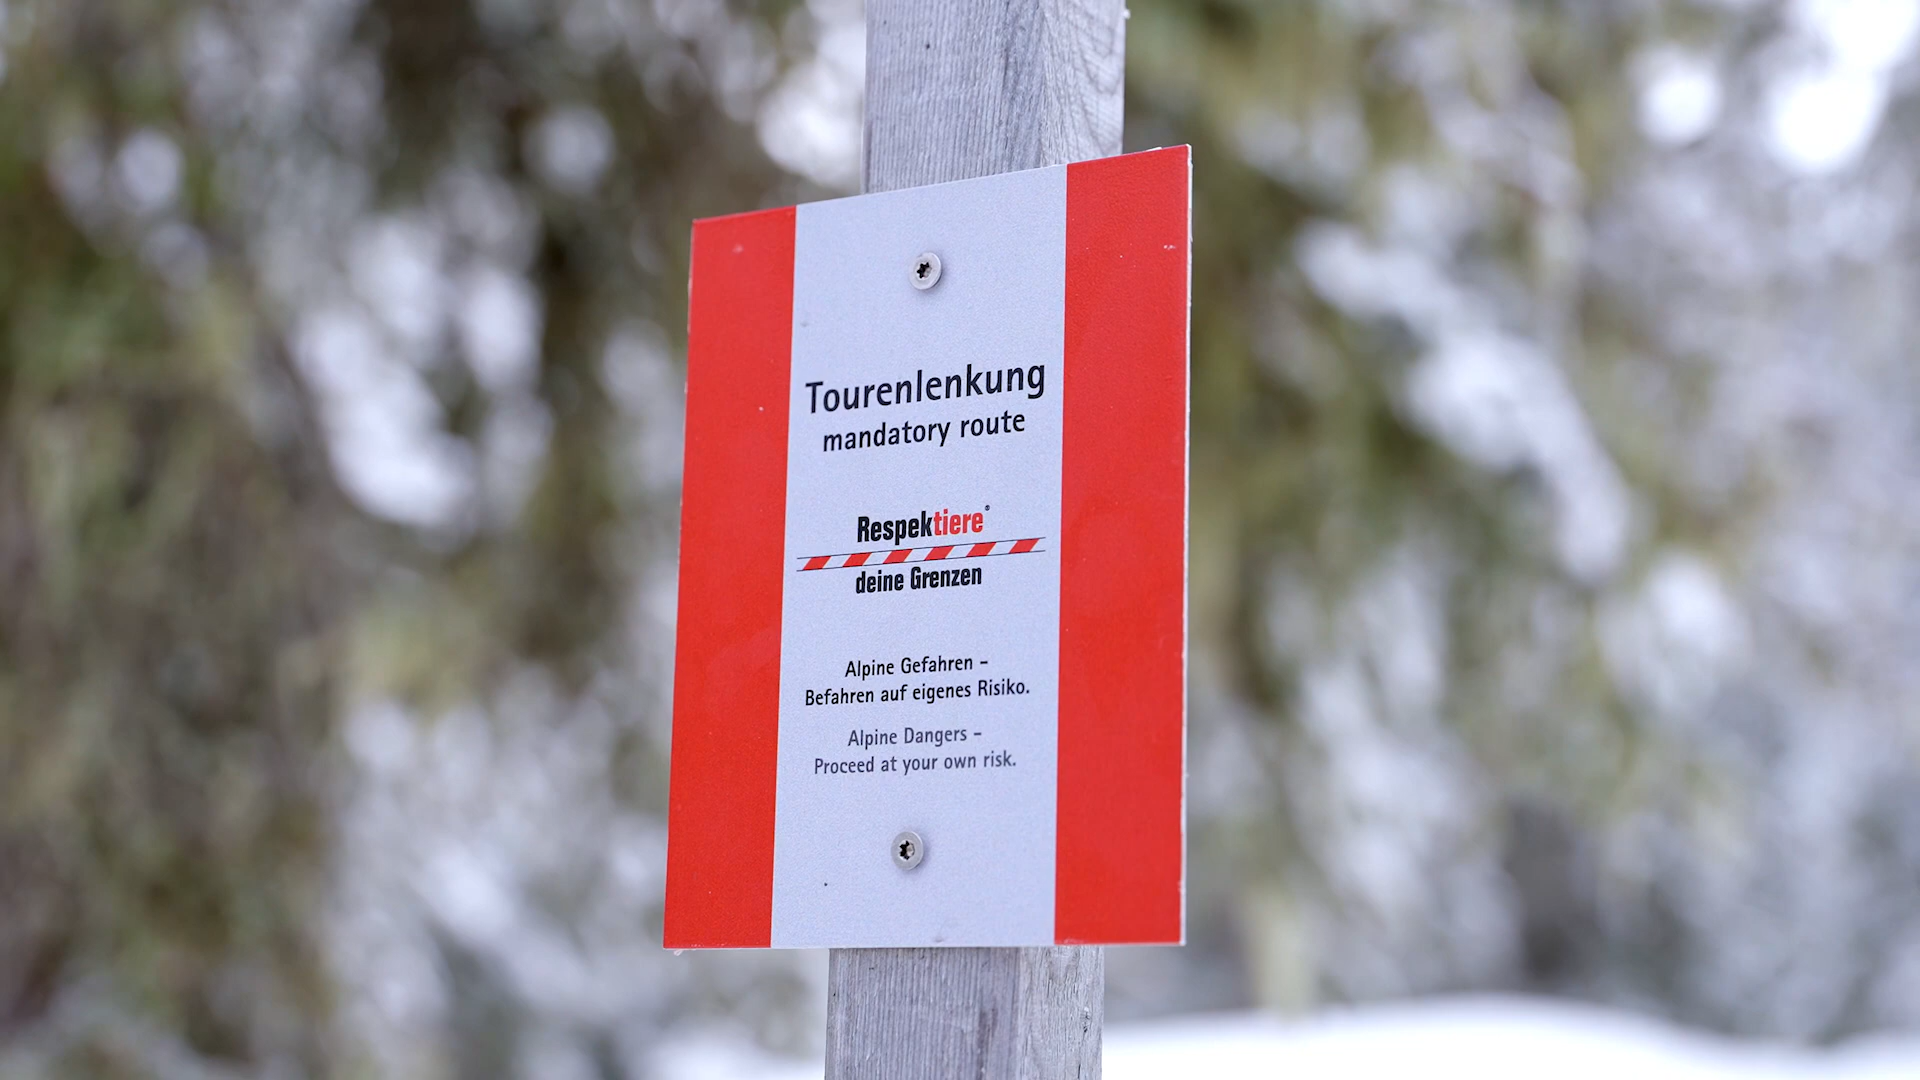 Tourenlenkung
mandatory route
Respektiere®
deine Grenzen
Alpine Gefahren –
Befahren auf eigenes Risiko.
Alpine Dangers –
Proceed at your own risk.